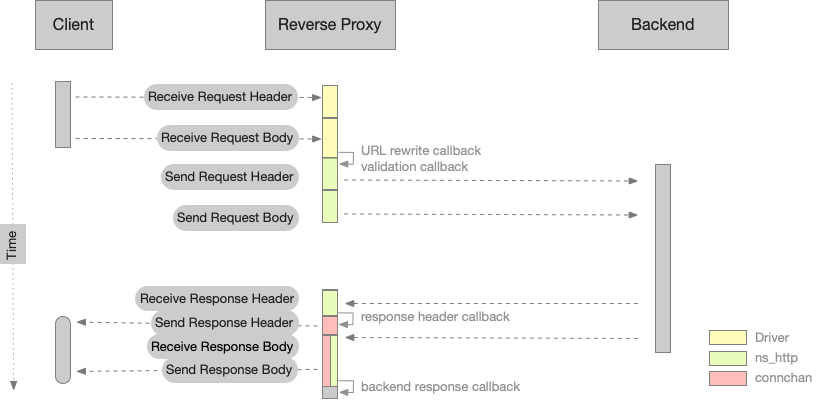 Client
Reverse Proxy
Backend
Receive Request Header
Receive Request Body
URL rewrite callback
validation callback
Send Request Header
Send Request Body
Time
Receive Response Header
Send Response Header
response header callback
Receive Response Body
Send Response Body
backend response callback
Driver
ns_http
connchan